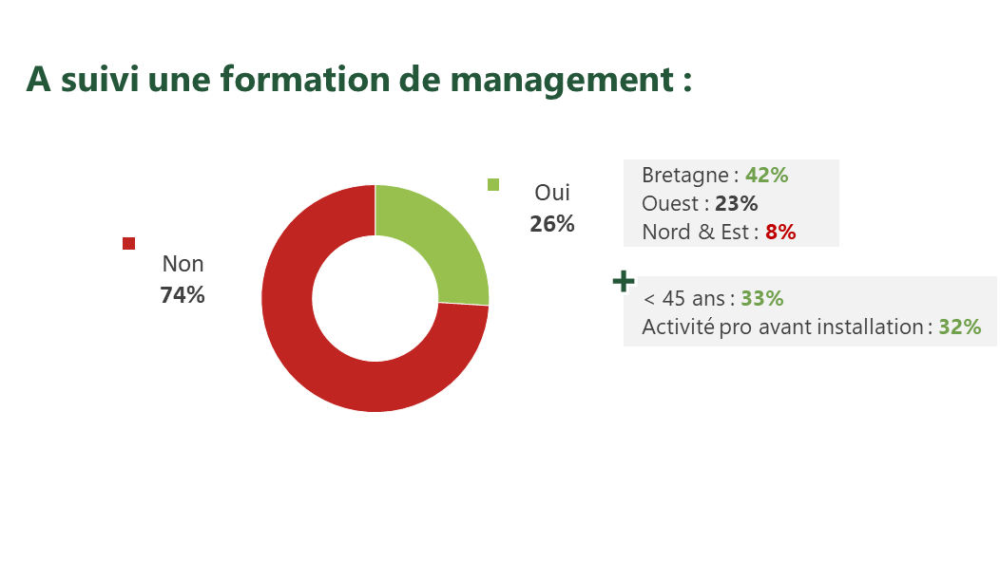 A suivi une formation de management :
Non
74%
Oui
26%
Bretagne : 42%
Ouest : 23%
Nord & Est : 8%
+
< 45 ans : 33%
Activité pro avant installation : 32%